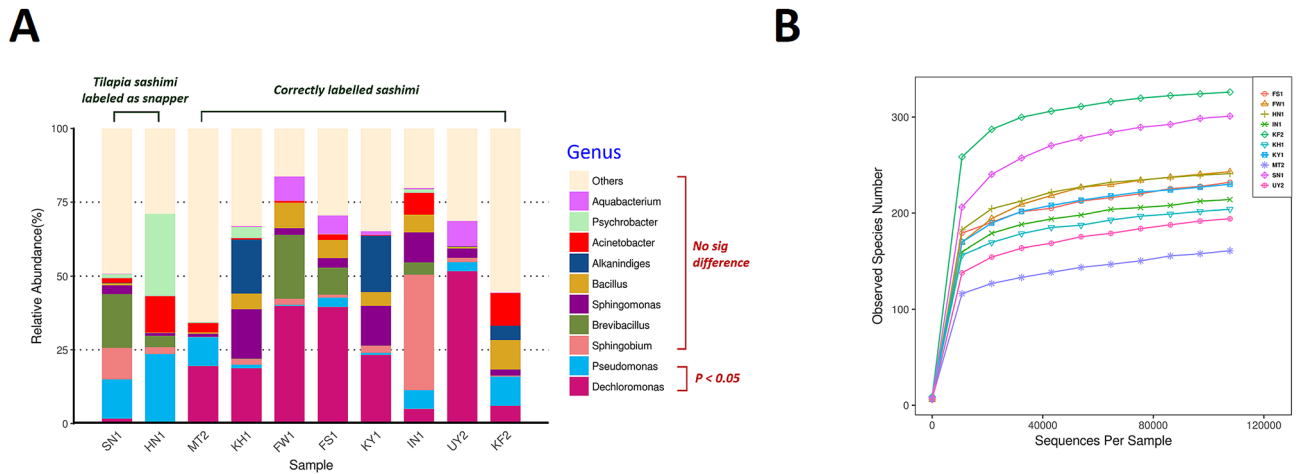 A
B
Tilapia sashimi
labeled as snapper
Correctly labelled sashimi
Relative Abundance(%)
100
75
50
25
0
SN1
HN1
MT2
KH1
FW1
FS1
KY1
IN1
UY2
KF2
Sample
Genus
Others
Aquabacterium
Psychrobacter
Acinetobacter
Alkanindiges
Bacillus
Sphingomonas
Brevibacillus
Sphingobium
Pseudomonas
Dechloromonas
No sig
difference
P < 0.05
Observed Species Number
300
200
100
0
0
40000
80000
120000
Sequences Per Sample
FS1
FW1
HN1
IN1
KF2
KH1
KY1
MT2
SN1
UY2